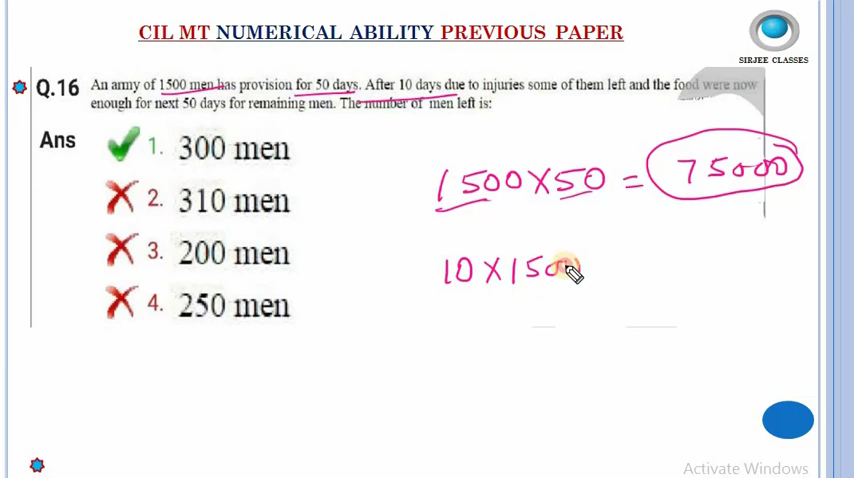 CIL MT NUMERICAL ABILITY PREVIOUS PAPER
SIRJEE CLASSES
Q.16 An army of 1500 men has provision for 50 days. After 10 days due to injuries some of them left and the food were now
enough for next 50 days for remaining men. The number of men left is:
Ans
1. 300 men
2. 310 men
3. 200 men
4. 250 men
1500 X 50 = 75000
10 X 150
Activate Windows